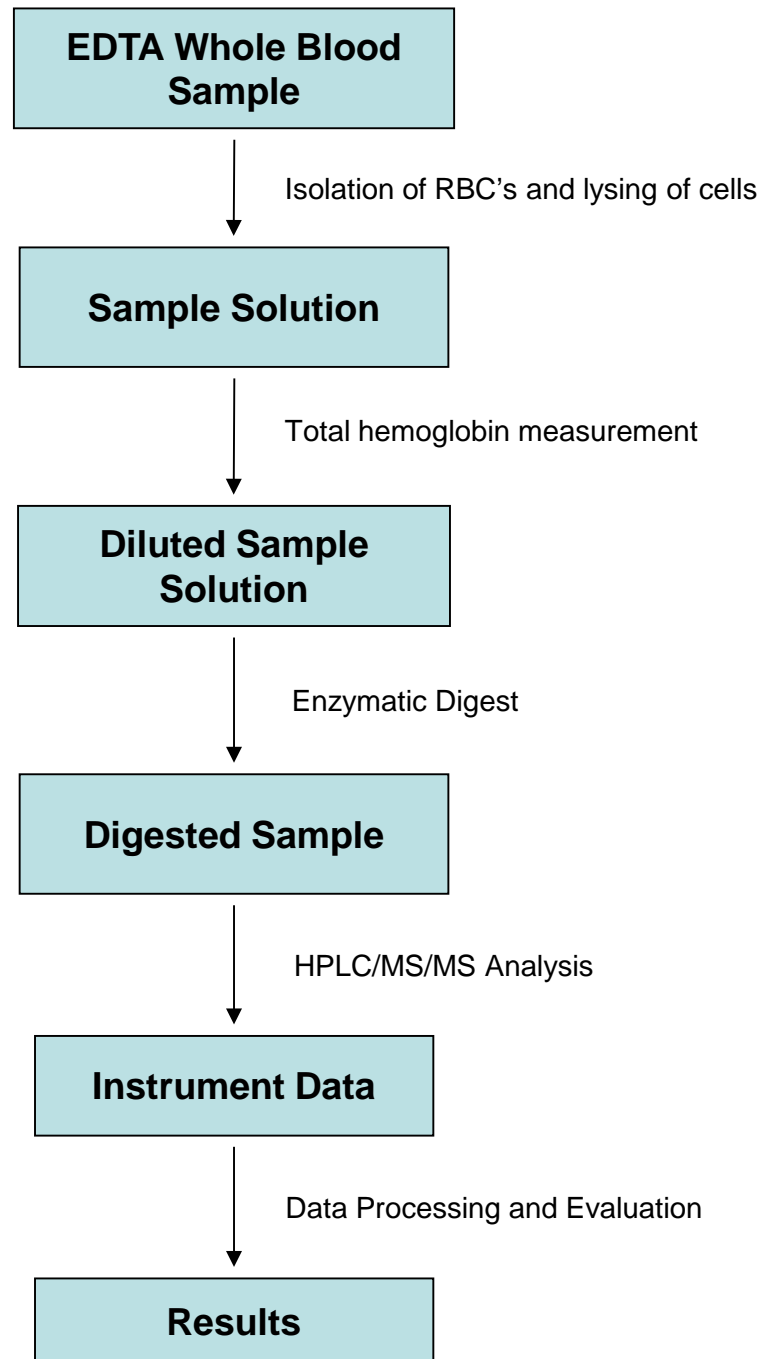 EDTA Whole Blood
Sample
Isolation of RBC's and lysing of cells
Sample Solution
Total hemoglobin measurement
Diluted Sample
Solution
Enzymatic Digest
Digested Sample
HPLC/MS/MS Analysis
Instrument Data
Data Processing and Evaluation
Results